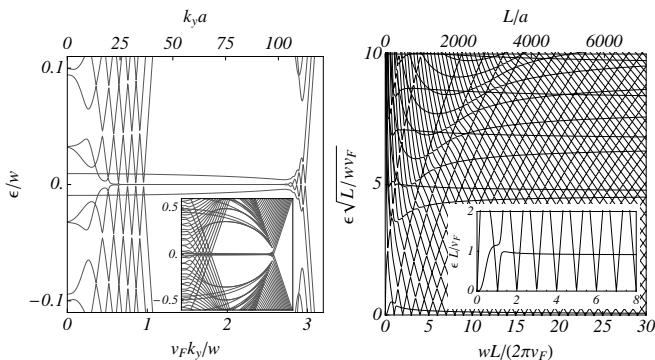 k_y a
0 25 50 75 100
0.1
0.
−0.1
ϵ/w
0.5
0.
−0.5
0 1 2 3
v_F k_y/w
L/a
0 2000 4000 6000
10
5
0
ϵ√L/wv_F
2
1
0
ϵ L/v_F
0 2 4 6 8
0 5 10 15 20 25 30
wL/(2πv_F)